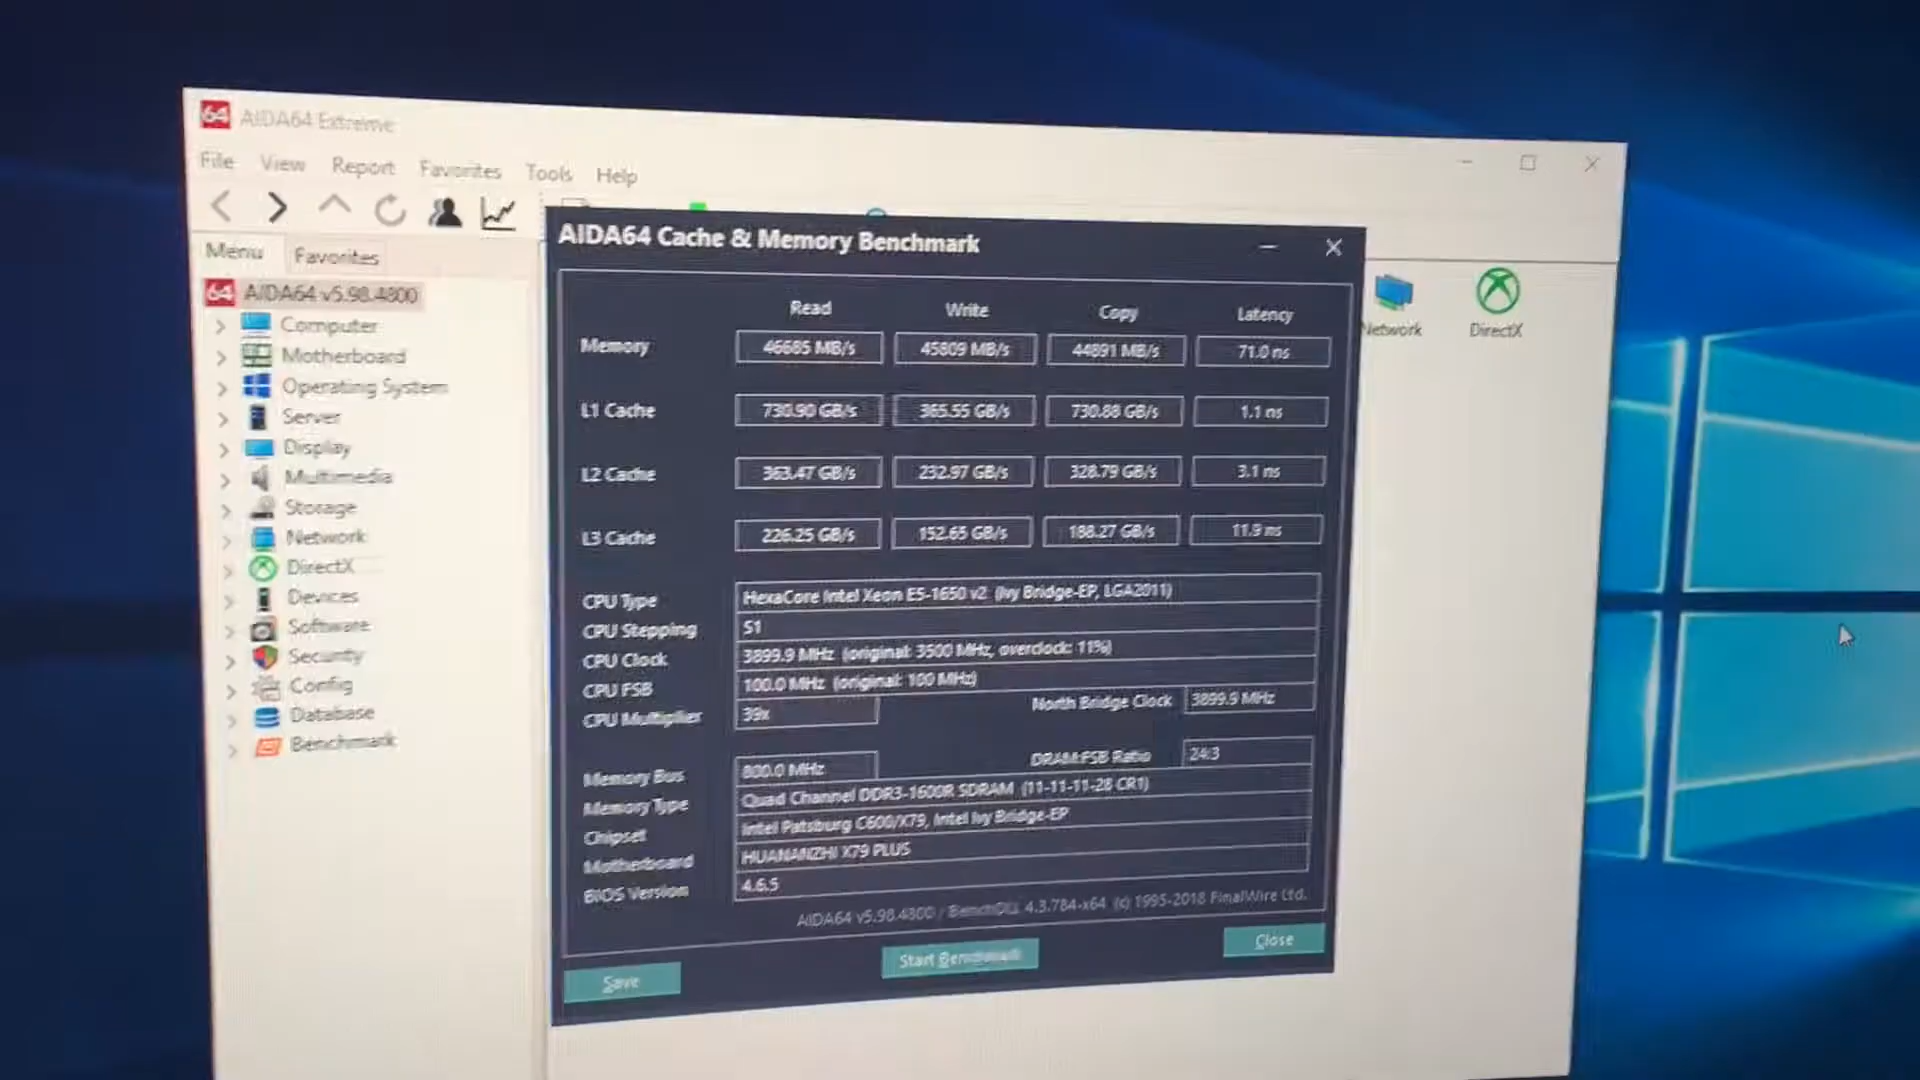 64 AIDA64 Extreme
File View Report Favorites Tools Help
Menu Favorites
64 AIDA64 v5.98.4800
Computer
Motherboard
Operating System
Server
Display
Multimedia
Storage
Network
DirectX
Devices
Software
Security
Config
Database
Benchmark
Network DirectX
AIDA64 Cache & Memory Benchmark
Read Write Copy Latency
Memory 46685 MB/s 45809 MB/s 44891 MB/s 71.0 ns
L1 Cache 730.90 GB/s 365.55 GB/s 730.88 GB/s 1.1 ns
L2 Cache 363.47 GB/s 232.97 GB/s 328.79 GB/s 3.1 ns
L3 Cache 226.25 GB/s 152.65 GB/s 188.27 GB/s 11.9 ns
CPU Type HexaCore Intel Xeon E5-1650 v2 (Ivy Bridge-EP, LGA2011)
CPU Stepping S1
CPU Clock 3899.9 MHz (original: 3500 MHz, overclock: 11%)
CPU FSB 100.0 MHz (original: 100 MHz)
CPU Multiplier 39x North Bridge Clock 3899.9 MHz
Memory Bus 800.0 MHz DRAM:FSB Ratio 24:3
Memory Type Quad Channel DDR3-1600R SDRAM (11-11-11-28 CR1)
Chipset Intel Patsburg C600/X79, Intel Ivy Bridge-EP
Motherboard HUANANZHI X79 PLUS
BIOS Version 4.6.5
AIDA64 v5.98.4800 / BenchDLL 4.3.784-x64 (c) 1995-2018 FinalWire Ltd.
Save Start Benchmark Close